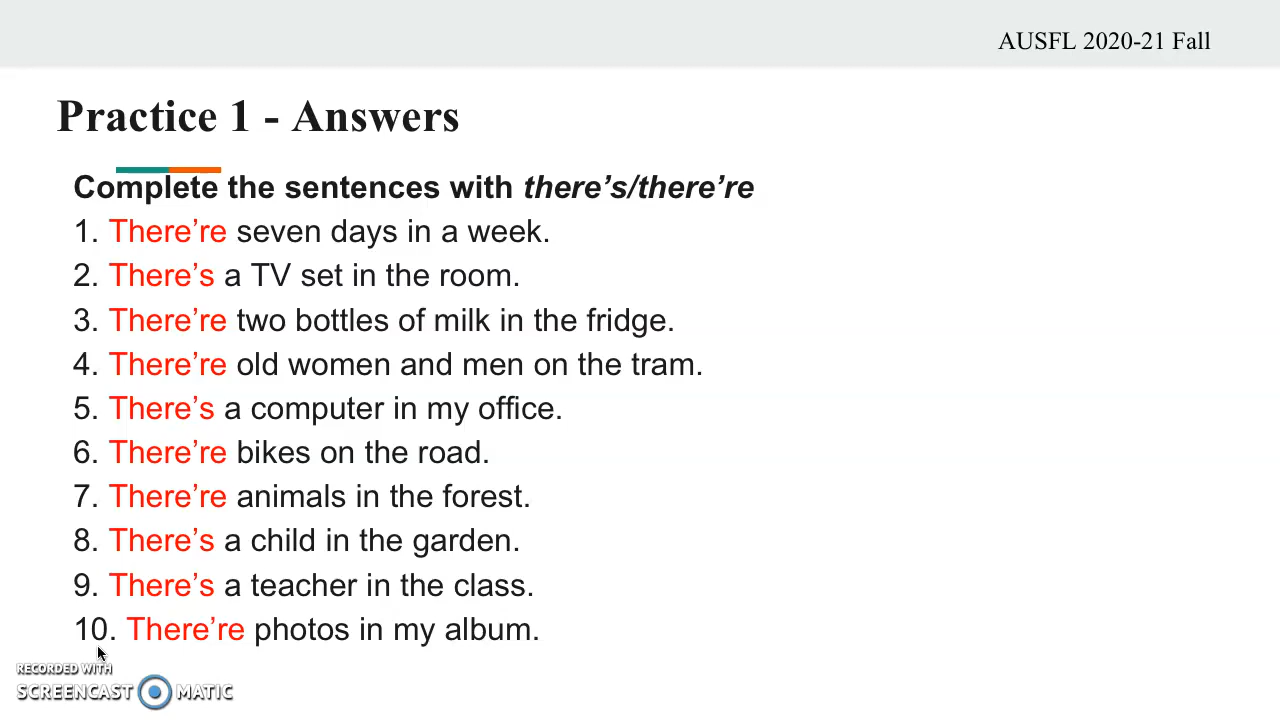 AUSFL 2020-21 Fall
Practice 1 - Answers
Complete the sentences with there’s/there’re
1. There’re seven days in a week.
2. There’s a TV set in the room.
3. There’re two bottles of milk in the fridge.
4. There’re old women and men on the tram.
5. There’s a computer in my office.
6. There’re bikes on the road.
7. There’re animals in the forest.
8. There’s a child in the garden.
9. There’s a teacher in the class.
10. There’re photos in my album.
RECORDED WITH
SCREENCAST MATIC